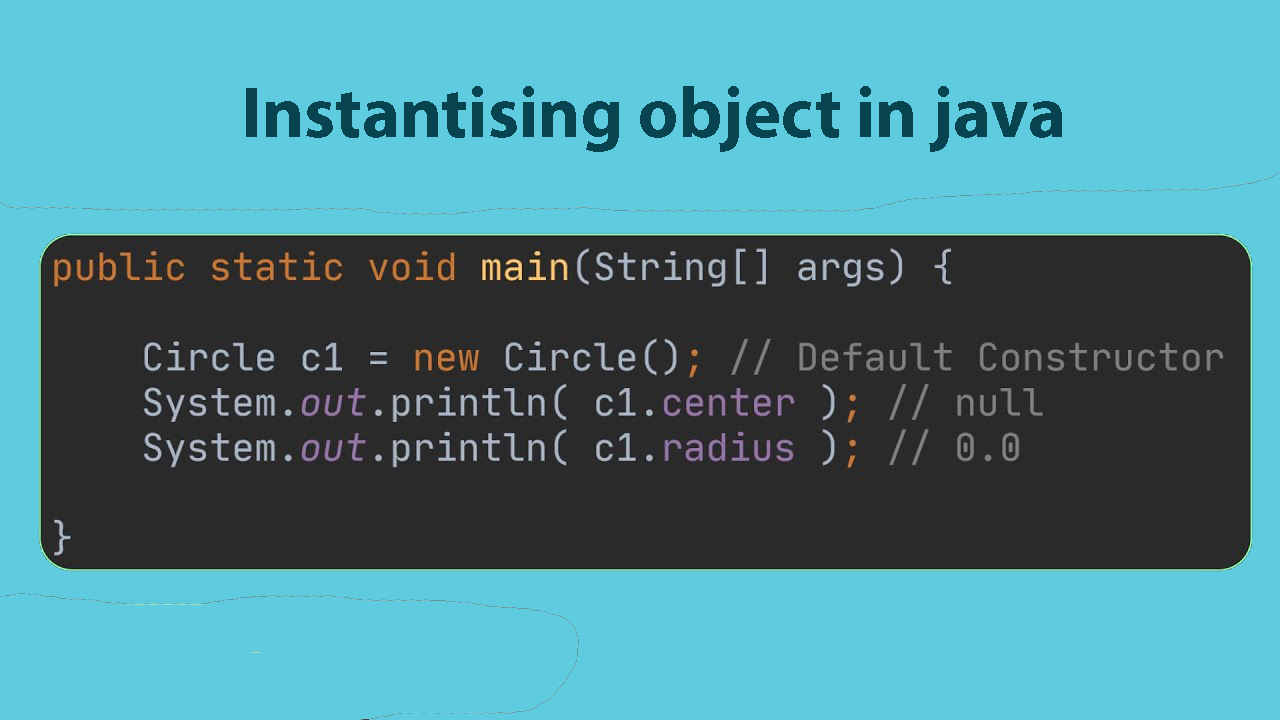 Instantising object in java
public static void main(String[] args) {
Circle c1 = new Circle(); // Default Constructor
System.out.println( c1.center ); // null
System.out.println( c1.radius ); // 0.0
}